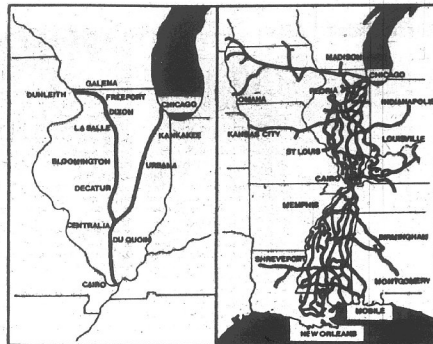 GALENA
DUNLEITH
FREEPORT
DIXON
CHICAGO
LA SALLE
KANKAKEE
BLOOMINGTON
URBANA
DECATUR
CENTRALIA
DU QUOIN
CAIRO
MADISON
CHICAGO
OMAHA
PEORIA
INDIANAPOLIS
KANSAS CITY
ST LOUIS
LOUISVILLE
CAIRO
MEMPHIS
BIRMINGHAM
SHREVEPORT
MONTGOMERY
MOBILE
NEW ORLEANS